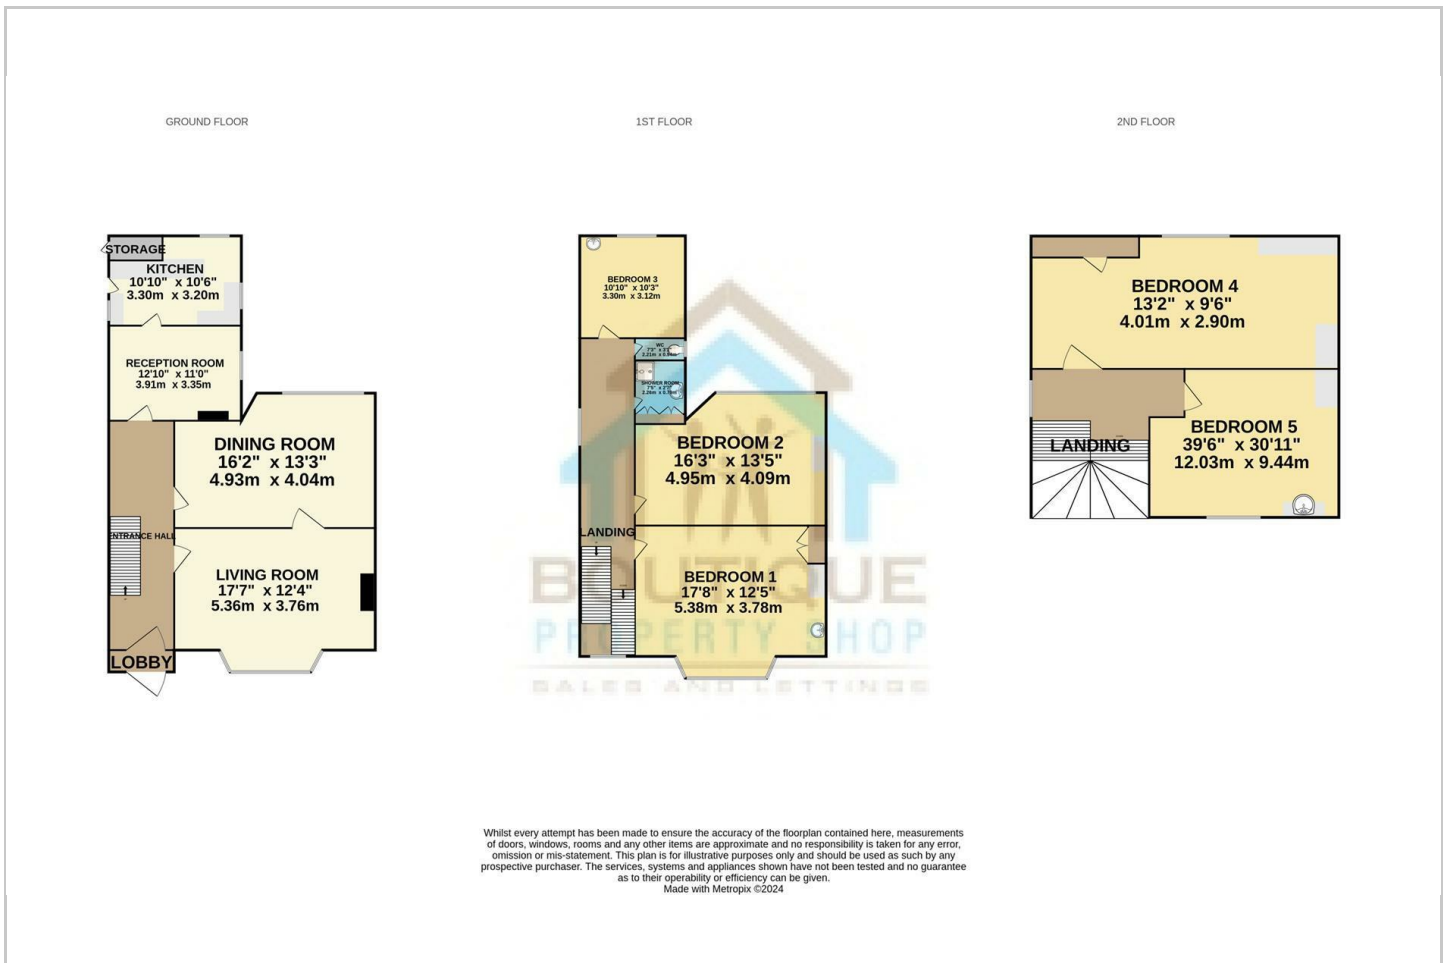 GROUND FLOOR
1ST FLOOR
2ND FLOOR
STORAGE
KITCHEN
10'10" x 10'6"
3.30m x 3.20m
RECEPTION ROOM
12'10" x 11'0"
3.91m x 3.35m
DINING ROOM
16'2" x 13'3"
4.93m x 4.04m
ENTRANCE HALL
LIVING ROOM
17'7" x 12'4"
5.36m x 3.76m
LOBBY
BEDROOM 3
10'10" x 10'3"
3.30m x 3.12m
WC
SHOWER ROOM
BEDROOM 2
16'3" x 13'5"
4.95m x 4.09m
LANDING
BEDROOM 1
17'8" x 12'5"
5.38m x 3.78m
BOUTIQUE
PROPERTY SHOP
SALES AND LETTINGS
BEDROOM 4
13'2" x 9'6"
4.01m x 2.90m
LANDING
BEDROOM 5
39'6" x 30'11"
12.03m x 9.44m
Whilst every attempt has been made to ensure the accuracy of the floorplan contained here, measurements
of doors, windows, rooms and any other items are approximate and no responsibility is taken for any error,
omission or mis-statement. This plan is for illustrative purposes only and should be used as such by any
prospective purchaser. The services, systems and appliances shown have not been tested and no guarantee
as to their operability or efficiency can be given.
Made with Metropix ©2024